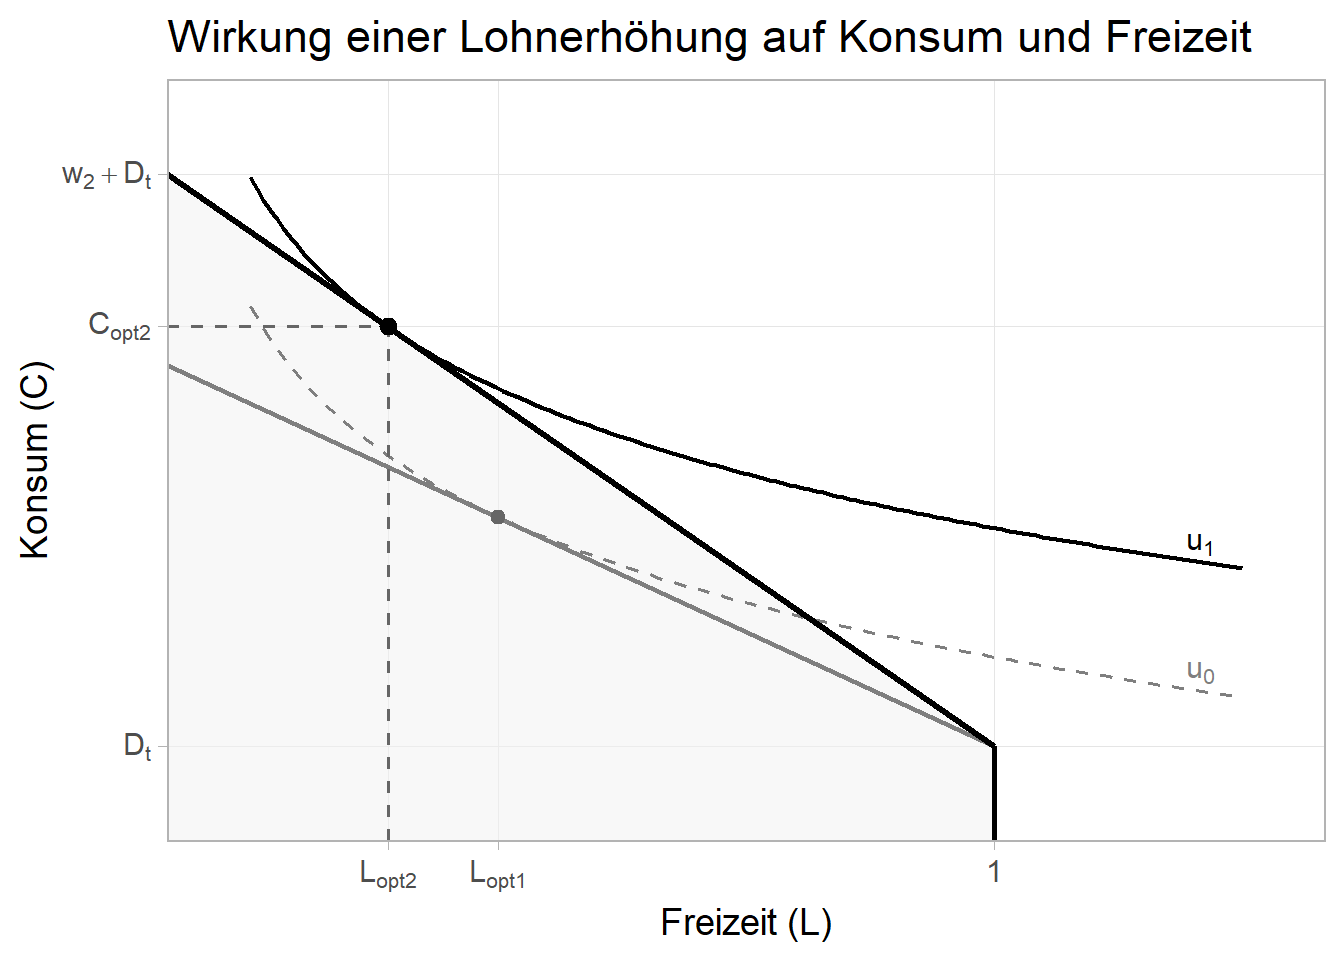 Wirkung einer Lohnerhöhung auf Konsum und Freizeit
w₂ + Dₜ
Cₒₚₜ₂
Dₜ
Konsum (C)
u₁
u₀
Lₒₚₜ₂
Lₒₚₜ₁
1
Freizeit (L)